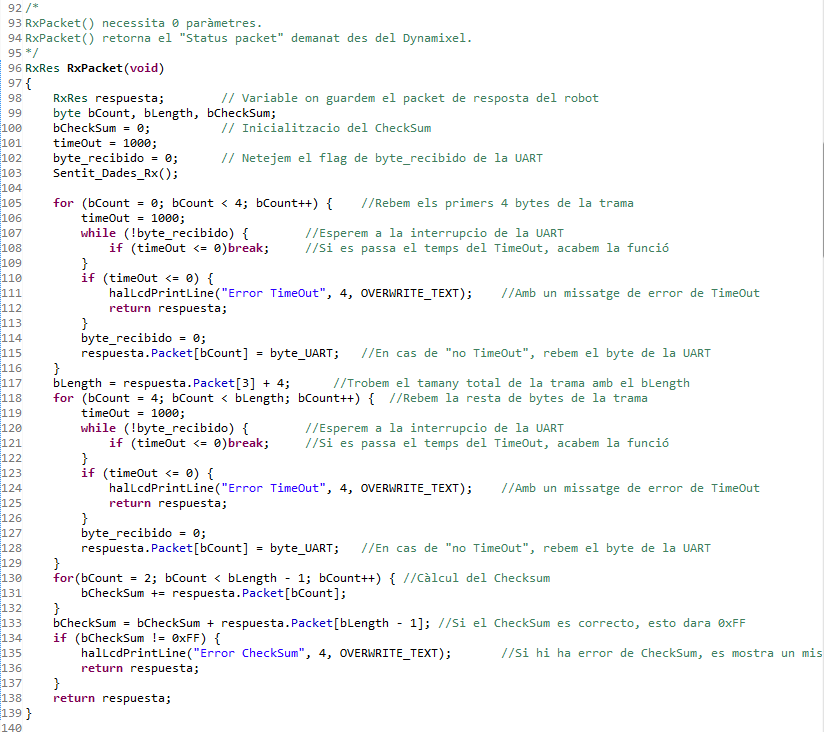 92 /*
93 RxPacket() necessita 0 paràmetres.
94 RxPacket() retorna el "Status packet" demanat des del Dynamixel.
95 */
96 RxRes RxPacket(void)
97 {
98     RxRes respuesta;        // Variable on guardem el packet de resposta del robot
99     byte bCount, bLength, bCheckSum;
100     bCheckSum = 0;          // Inicialitzacio del CheckSum
101     timeOut = 1000;
102     byte_recibido = 0;      // Netejem el flag de byte_recibido de la UART
103     Sentit_Dades_Rx();
104
105     for (bCount = 0; bCount < 4; bCount++) {    //Rebem els primers 4 bytes de la trama
106         timeOut = 1000;
107         while (!byte_recibido) {        //Esperem a la interrupcio de la UART
108             if (timeOut <= 0)break;     //Si es passa el temps del TimeOut, acabem la funció
109         }
110         if (timeOut <= 0) {
111             halLcdPrintLine("Error TimeOut", 4, OVERWRITE_TEXT);    //Amb un missatge de error de TimeOut
112             return respuesta;
113         }
114         byte_recibido = 0;
115         respuesta.Packet[bCount] = byte_UART;   //En cas de "no TimeOut", rebem el byte de la UART
116     }
117     bLength = respuesta.Packet[3] + 4;      //Trobem el tamany total de la trama amb el bLength
118     for (bCount = 4; bCount < bLength; bCount++) {  //Rebem la resta de bytes de la trama
119         timeOut = 1000;
120         while (!byte_recibido) {        //Esperem a la interrupcio de la UART
121             if (timeOut <= 0)break;     //Si es passa el temps del TimeOut, acabem la funció
122         }
123         if (timeOut <= 0) {
124             halLcdPrintLine("Error TimeOut", 4, OVERWRITE_TEXT);    //Amb un missatge de error de TimeOut
125             return respuesta;
126         }
127         byte_recibido = 0;
128         respuesta.Packet[bCount] = byte_UART;   //En cas de "no TimeOut", rebem el byte de la UART
129     }
130     for(bCount = 2; bCount < bLength - 1; bCount++) { //Càlcul del Checksum
131         bCheckSum += respuesta.Packet[bCount];
132     }
133     bCheckSum = bCheckSum + respuesta.Packet[bLength - 1]; //Si el CheckSum es correcto, esto dara 0xFF
134     if (bCheckSum != 0xFF) {
135         halLcdPrintLine("Error CheckSum", 4, OVERWRITE_TEXT);       //Si hi ha error de CheckSum, es mostra un mis
136         return respuesta;
137     }
138     return respuesta;
139 }
140